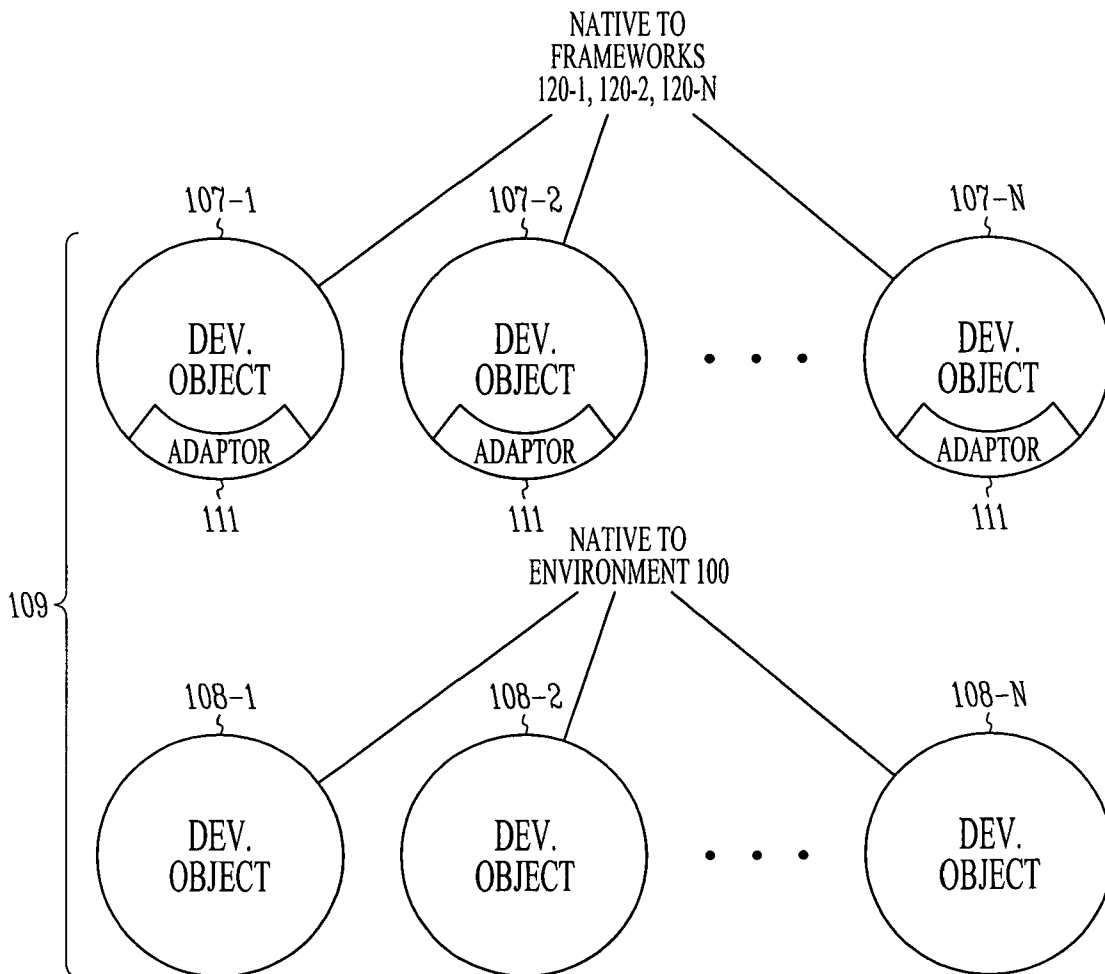 NATIVE TO
FRAMEWORKS
120-1, 120-2, 120-N
107-1
107-2
107-N
DEV.
OBJECT
ADAPTOR
DEV.
OBJECT
ADAPTOR
DEV.
OBJECT
ADAPTOR
111
111
111
NATIVE TO
ENVIRONMENT 100
109
108-1
108-2
108-N
DEV.
OBJECT
DEV.
OBJECT
DEV.
OBJECT